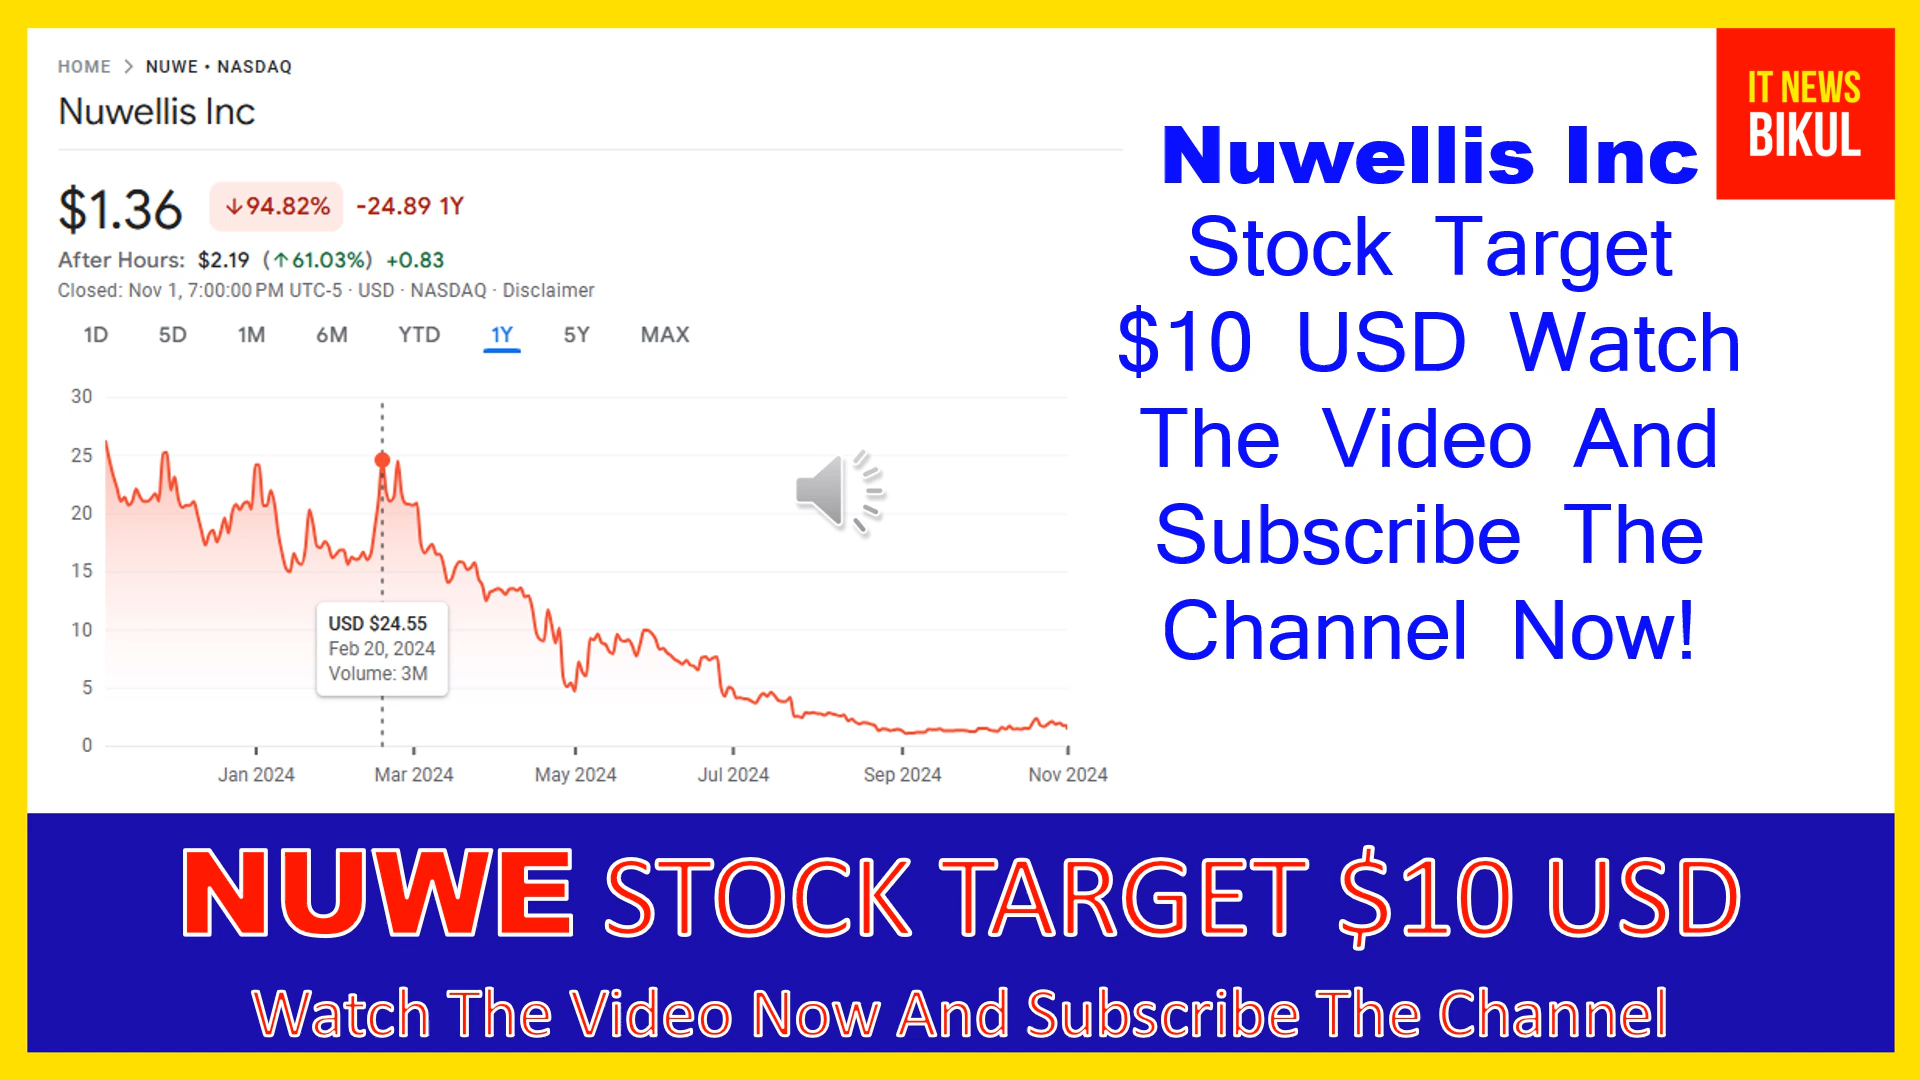 HOME > NUWE • NASDAQ
Nuwellis Inc
$1.36 ↓94.82% -24.89 1Y
After Hours: $2.19 (↑61.03%) +0.83
Closed: Nov 1, 7:00:00 PM UTC-5 · USD · NASDAQ · Disclaimer
1D 5D 1M 6M YTD 1Y 5Y MAX
30
25
20
15
10
5
0
USD $24.55
Feb 20, 2024
Volume: 3M
Jan 2024 Mar 2024 May 2024 Jul 2024 Sep 2024 Nov 2024
IT NEWS
BIKUL
Nuwellis Inc
Stock Target
$10 USD Watch
The Video And
Subscribe The
Channel Now!
NUWE STOCK TARGET $10 USD
Watch The Video Now And Subscribe The Channel